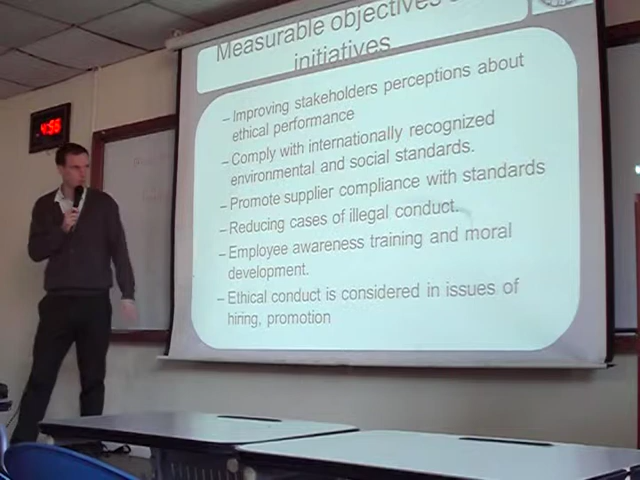 4:56
Measurable objectives
initiatives
– Improving stakeholders perceptions about
ethical performance
– Comply with internationally recognized
environmental and social standards.
– Promote supplier compliance with standards
– Reducing cases of illegal conduct.
– Employee awareness training and moral
development.
– Ethical conduct is considered in issues of
hiring, promotion